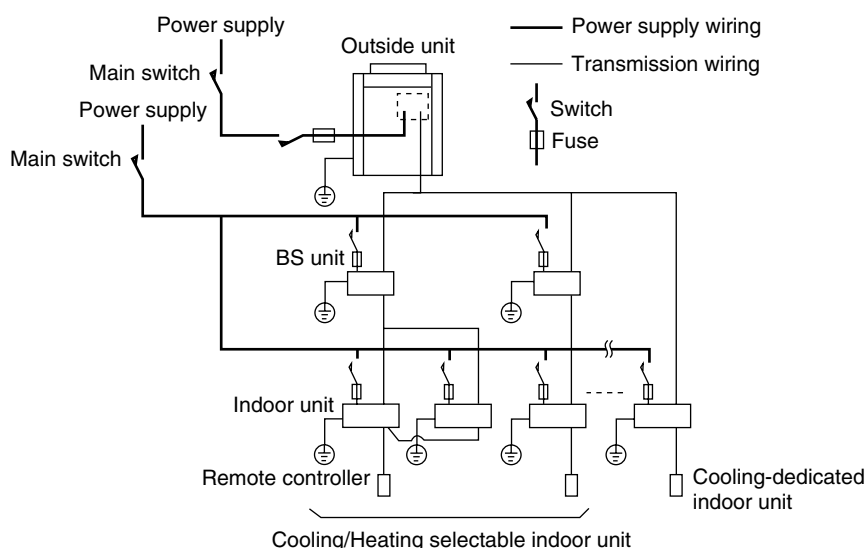 Power supply
Outside unit
Power supply wiring
Main switch
Transmission wiring
Power supply
Switch
Main switch
Fuse
BS unit
Indoor unit
Remote controller
Cooling-dedicated
indoor unit
Cooling/Heating selectable indoor unit